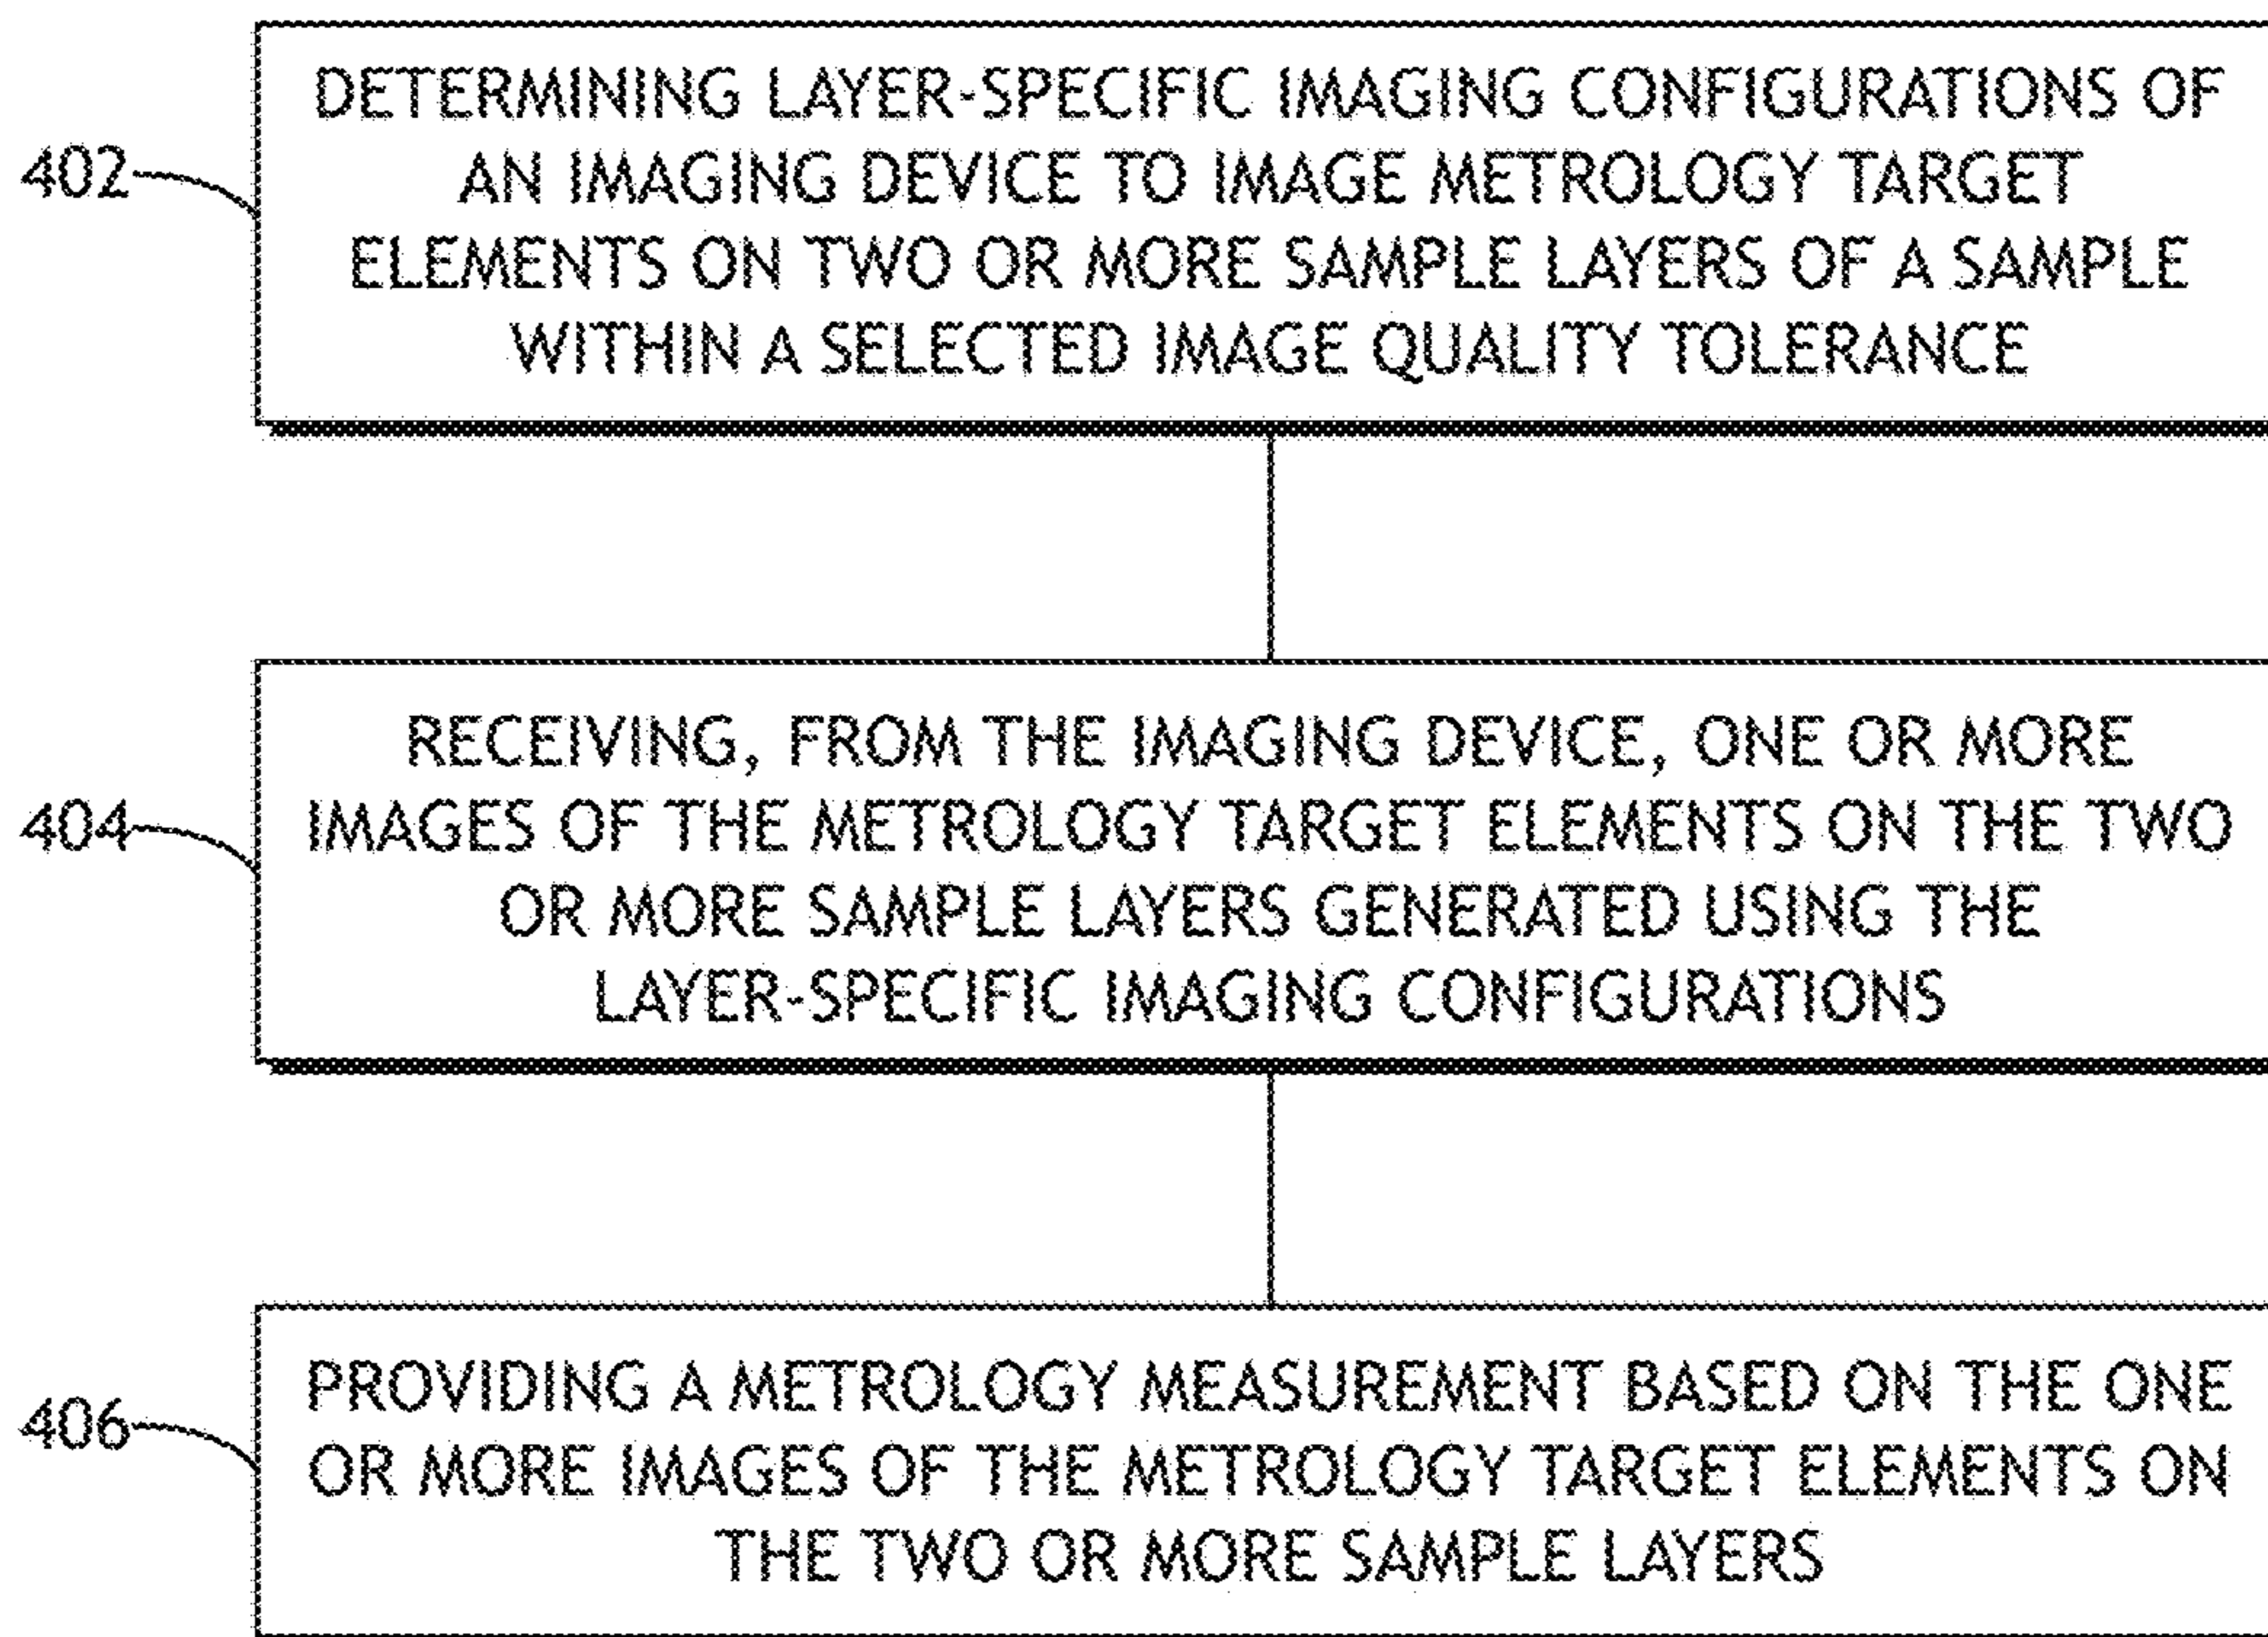 DETERMINING LAYER-SPECIFIC IMAGING CONFIGURATIONS OF
AN IMAGING DEVICE TO IMAGE METROLOGY TARGET
ELEMENTS ON TWO OR MORE SAMPLE LAYERS OF A SAMPLE
WITHIN A SELECTED IMAGE QUALITY TOLERANCE
402
RECEIVING, FROM THE IMAGING DEVICE, ONE OR MORE
IMAGES OF THE METROLOGY TARGET ELEMENTS ON THE TWO
OR MORE SAMPLE LAYERS GENERATED USING THE
LAYER-SPECIFIC IMAGING CONFIGURATIONS
404
PROVIDING A METROLOGY MEASUREMENT BASED ON THE ONE
OR MORE IMAGES OF THE METROLOGY TARGET ELEMENTS ON
THE TWO OR MORE SAMPLE LAYERS
406